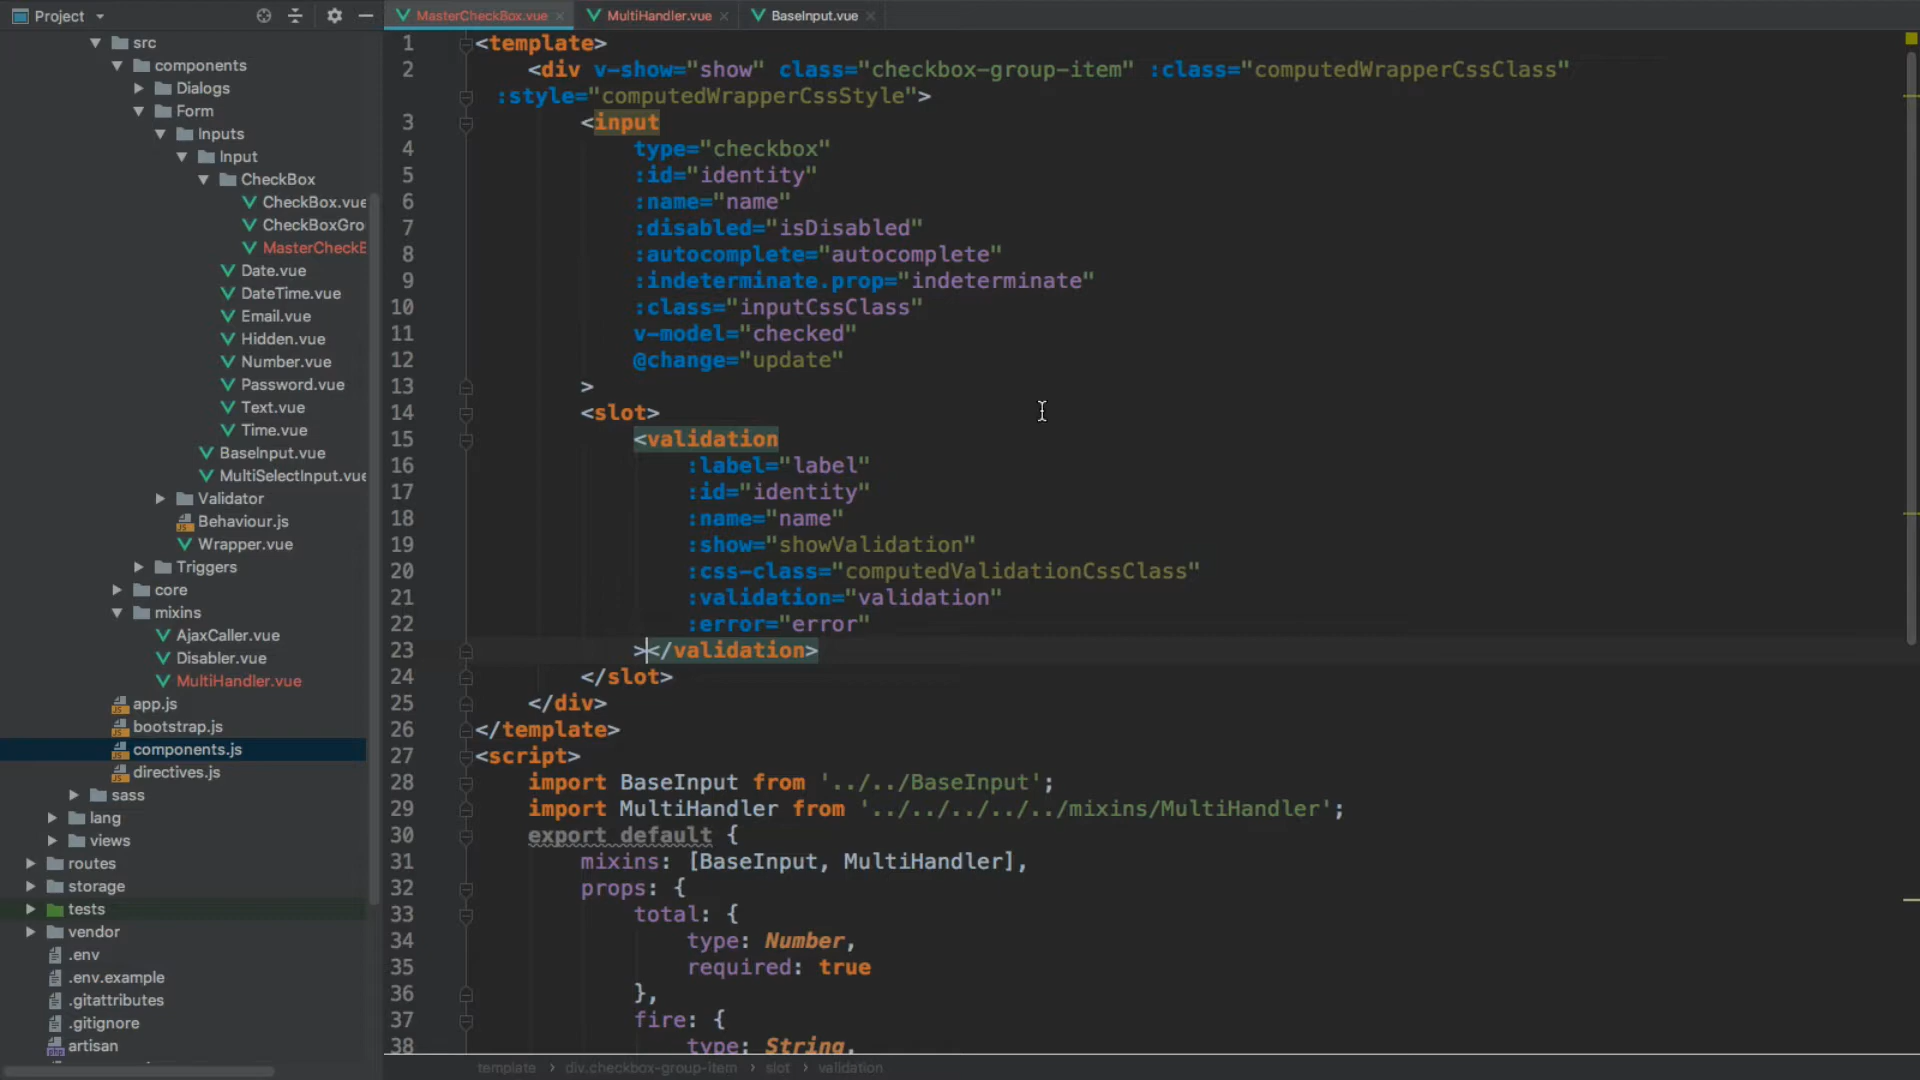 Project
MasterCheckBox.vue
MultiHandler.vue
BaseInput.vue
src
components
Dialogs
Form
Inputs
Input
CheckBox
CheckBox.vue
CheckBoxGro
MasterCheckB
Date.vue
DateTime.vue
Email.vue
Hidden.vue
Number.vue
Password.vue
Text.vue
Time.vue
BaseInput.vue
MultiSelectInput.vue
Validator
Behaviour.js
Wrapper.vue
Triggers
core
mixins
AjaxCaller.vue
Disabler.vue
MultiHandler.vue
app.js
bootstrap.js
components.js
directives.js
sass
lang
views
routes
storage
tests
vendor
.env
.env.example
.gitattributes
.gitignore
artisan
1 <template>
2 <div v-show="show" class="checkbox-group-item" :class="computedWrapperCssClass"
:style="computedWrapperCssStyle">
3 <input
4 type="checkbox"
5 :id="identity"
6 :name="name"
7 :disabled="isDisabled"
8 :autocomplete="autocomplete"
9 :indeterminate.prop="indeterminate"
10 :class="inputCssClass"
11 v-model="checked"
12 @change="update"
13 >
14 <slot>
15 <validation
16 :label="label"
17 :id="identity"
18 :name="name"
19 :show="showValidation"
20 :css-class="computedValidationCssClass"
21 :validation="validation"
22 :error="error"
23 ></validation>
24 </slot>
25 </div>
26 </template>
27 <script>
28 import BaseInput from '../../BaseInput';
29 import MultiHandler from '../../../../../mixins/MultiHandler';
30 export default {
31 mixins: [BaseInput, MultiHandler],
32 props: {
33 total: {
34 type: Number,
35 required: true
36 },
37 fire: {
38 type: String,
template > div.checkbox-group-item > slot > validation